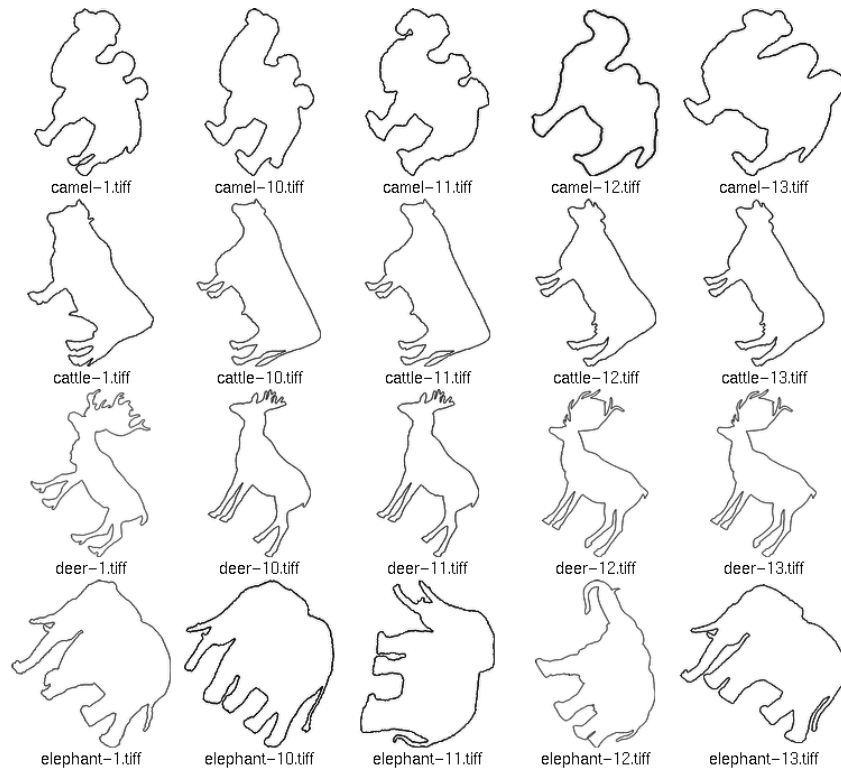 camel-1.tiff camel-10.tiff camel-11.tiff camel-12.tiff camel-13.tiff
cattle-1.tiff cattle-10.tiff cattle-11.tiff cattle-12.tiff cattle-13.tiff
deer-1.tiff deer-10.tiff deer-11.tiff deer-12.tiff deer-13.tiff
elephant-1.tiff elephant-10.tiff elephant-11.tiff elephant-12.tiff elephant-13.tiff